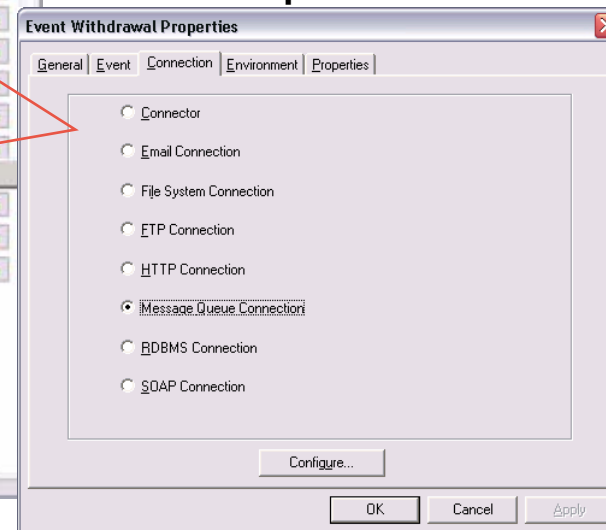 Event Withdrawal Properties
General Event Connection Environment Properties
Connector
Email Connection
File System Connection
FTP Connection
HTTP Connection
Message Queue Connection
RDBMS Connection
SOAP Connection
Configure...
OK Cancel Apply